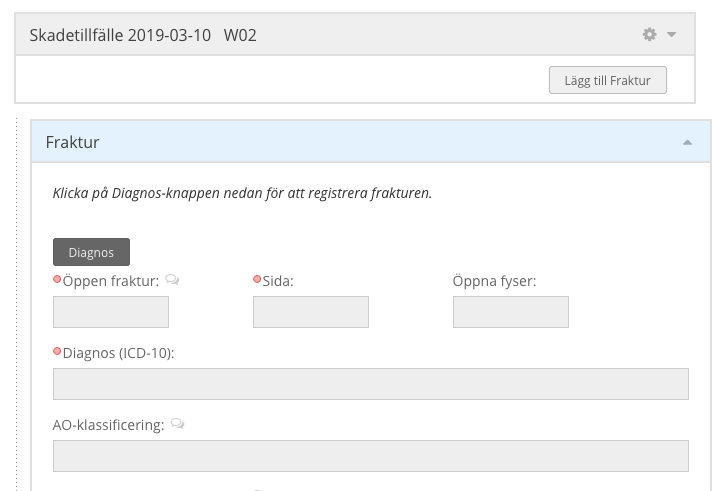 Skadetillfälle 2019-03-10 W02
Lägg till Fraktur
Fraktur
Klicka på Diagnos-knappen nedan för att registrera frakturen.
Diagnos
Öppen fraktur: Sida: Öppna fyser:
Diagnos (ICD-10):
AO-klassificering: